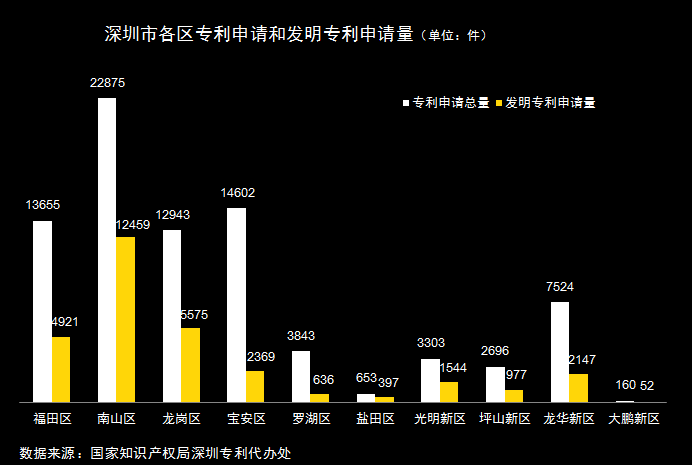 深圳市各区专利申请和发明专利申请量（单位：件）
22875
专利申请总量 发明专利申请量
13655 12943 14602
12459
7524
4921 5575 2369 3843 636 653 397 3303 1544 2696 977 2147 160 52
福田区 南山区 龙岗区 宝安区 罗湖区 盐田区 光明新区 坪山新区 龙华新区 大鹏新区
数据来源：国家知识产权局深圳专利代办处